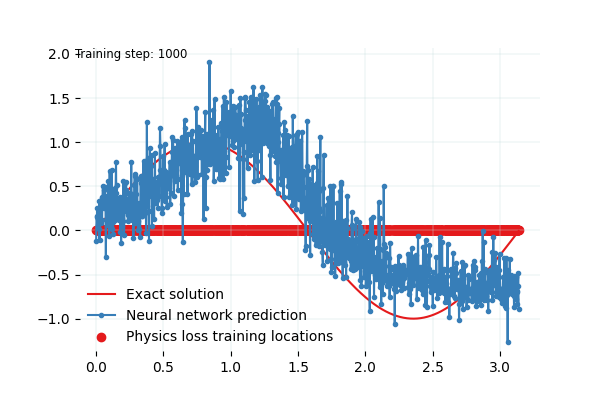 Training step: 1000
2.0
1.5
1.0
0.5
0.0
−0.5
−1.0
Exact solution
Neural network prediction
Physics loss training locations
0.0 0.5 1.0 1.5 2.0 2.5 3.0